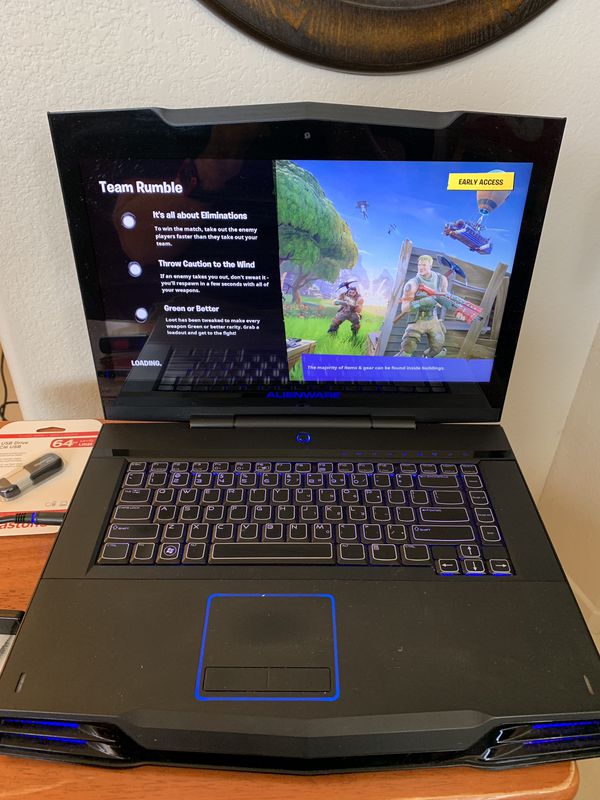 Team Rumble
EARLY ACCESS
It's all about Eliminations
To win the match, take out the enemy
players faster than they take out your
team.
Throw Caution to the Wind
If an enemy takes you out, don't sweat it -
you'll respawn in a few seconds with all of
your weapons.
Green or Better
Loot has been tweaked to make every
weapon Green or better rarity. Grab a
loadout and get to the fight!
LOADING.
The majority of items & gear can be found inside buildings.
ALIENWARE
USB Drive
64